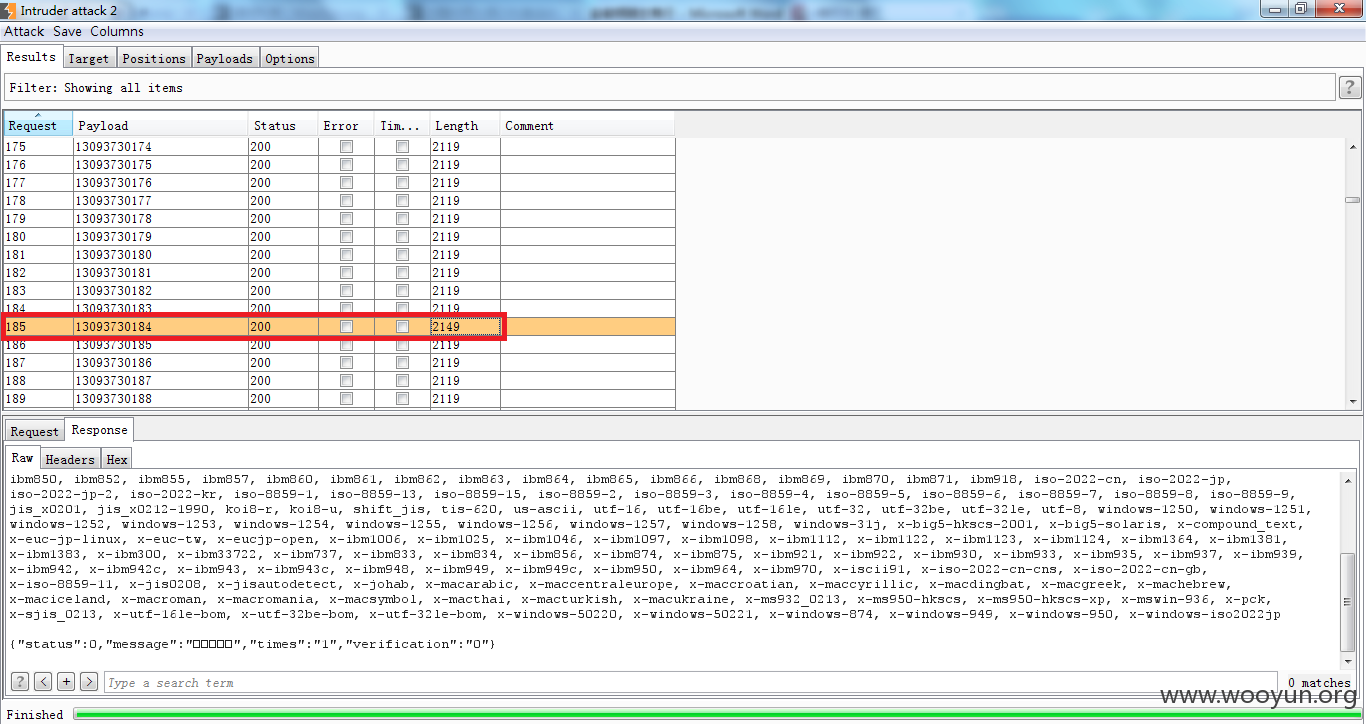 Intruder attack 2
Attack Save Columns
Results Target Positions Payloads Options
Filter: Showing all items ?
Request Payload Status Error Tim... Length Comment
175 13093730174 200 2119
176 13093730175 200 2119
177 13093730176 200 2119
178 13093730177 200 2119
179 13093730178 200 2119
180 13093730179 200 2119
181 13093730180 200 2119
182 13093730181 200 2119
183 13093730182 200 2119
184 13093730183 200 2119
185 13093730184 200 2149
186 13093730185 200 2119
187 13093730186 200 2119
188 13093730187 200 2119
189 13093730188 200 2119
Request Response
Raw Headers Hex
ibm850, ibm852, ibm855, ibm857, ibm860, ibm861, ibm862, ibm863, ibm864, ibm865, ibm866, ibm868, ibm869, ibm870, ibm871, ibm918, iso-2022-cn, iso-2022-jp,
iso-2022-jp-2, iso-2022-kr, iso-8859-1, iso-8859-13, iso-8859-15, iso-8859-2, iso-8859-3, iso-8859-4, iso-8859-5, iso-8859-6, iso-8859-7, iso-8859-8, iso-8859-9,
jis_x0201, jis_x0212-1990, koi8-r, koi8-u, shift_jis, tis-620, us-ascii, utf-16, utf-16be, utf-16le, utf-32, utf-32be, utf-32le, utf-8, windows-1250, windows-1251,
windows-1252, windows-1253, windows-1254, windows-1255, windows-1256, windows-1257, windows-1258, windows-31j, x-big5-hkscs-2001, x-big5-solaris, x-compound_text,
x-euc-jp-linux, x-euc-tw, x-eucjp-open, x-ibm1006, x-ibm1025, x-ibm1046, x-ibm1097, x-ibm1098, x-ibm1112, x-ibm1122, x-ibm1123, x-ibm1124, x-ibm1364, x-ibm1381,
x-ibm1383, x-ibm300, x-ibm33722, x-ibm737, x-ibm833, x-ibm834, x-ibm856, x-ibm874, x-ibm875, x-ibm921, x-ibm922, x-ibm930, x-ibm933, x-ibm935, x-ibm937, x-ibm939,
x-ibm942, x-ibm942c, x-ibm943, x-ibm943c, x-ibm948, x-ibm949, x-ibm949c, x-ibm950, x-ibm964, x-ibm970, x-iscii91, x-iso-2022-cn-cns, x-iso-2022-cn-gb,
x-iso-8859-11, x-jis0208, x-jisautodetect, x-johab, x-macarabic, x-maccentraleurope, x-maccroatian, x-maccyrillic, x-macdingbat, x-macgreek, x-machebrew,
x-maciceland, x-macroman, x-macromania, x-macsymbol, x-macthai, x-macturkish, x-macukraine, x-ms932_0213, x-ms950-hkscs, x-ms950-hkscs-xp, x-mswin-936, x-pck,
x-sjis_0213, x-utf-16le-bom, x-utf-32be-bom, x-utf-32le-bom, x-windows-50220, x-windows-50221, x-windows-874, x-windows-949, x-windows-950, x-windows-iso2022jp
{"status":0,"message":"□□□□□","times":"1","verification":"0"}
? < + > Type a search term 0 matches
www.wooyun.org
Finished